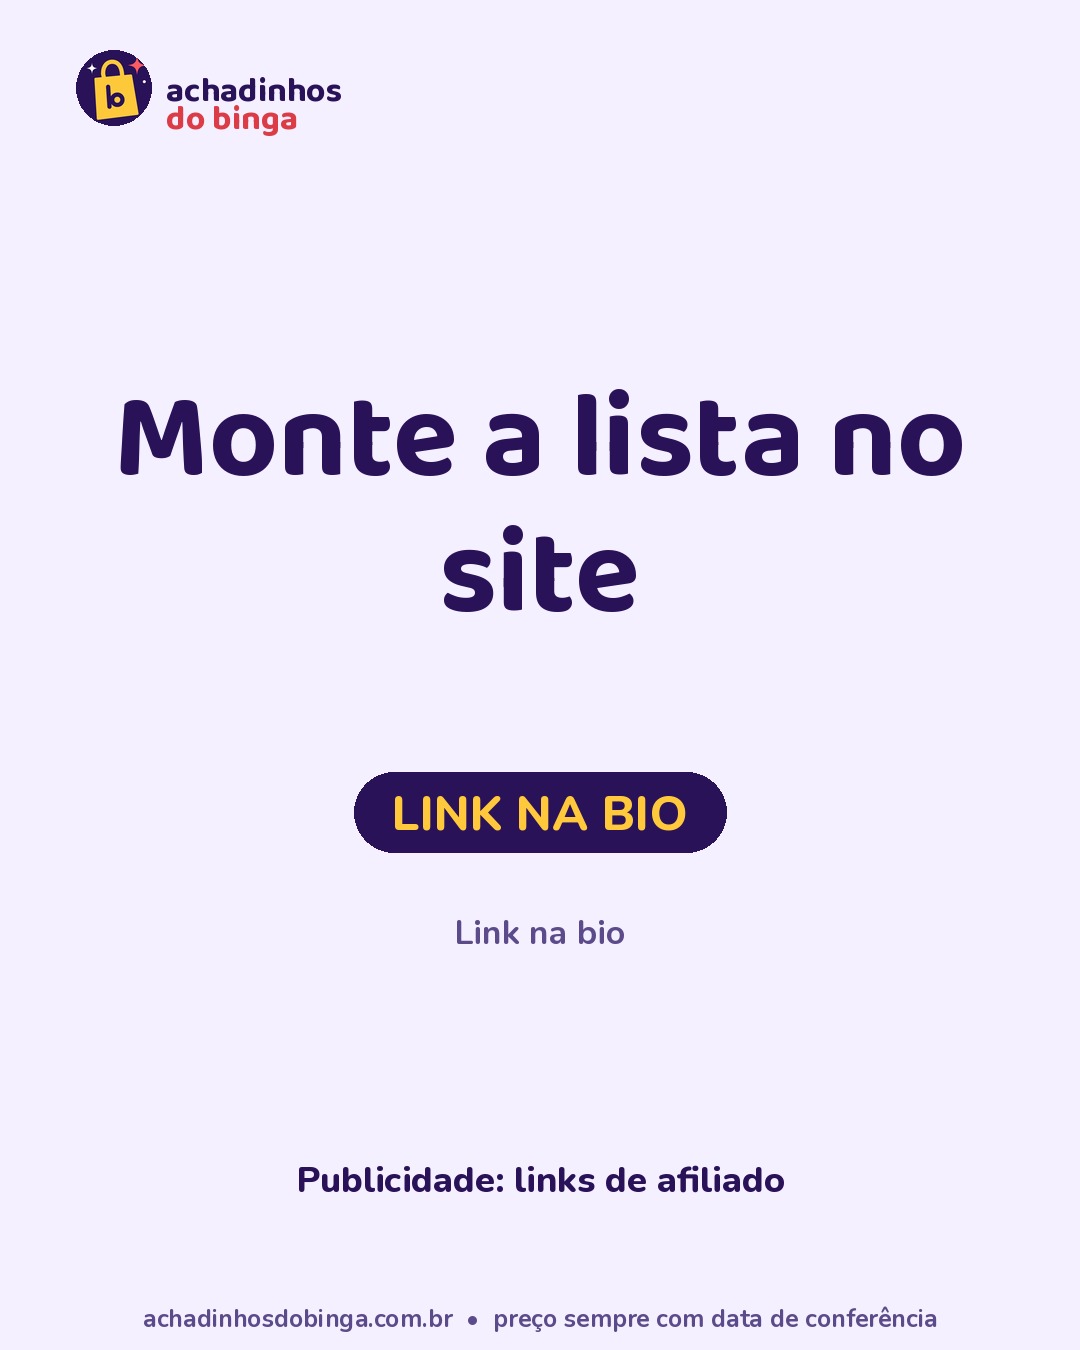 b
achadinhos
do binga
Monte a lista no
site
LINK NA BIO
Link na bio
Publicidade: links de afiliado
achadinhosdobinga.com.br • preço sempre com data de conferência